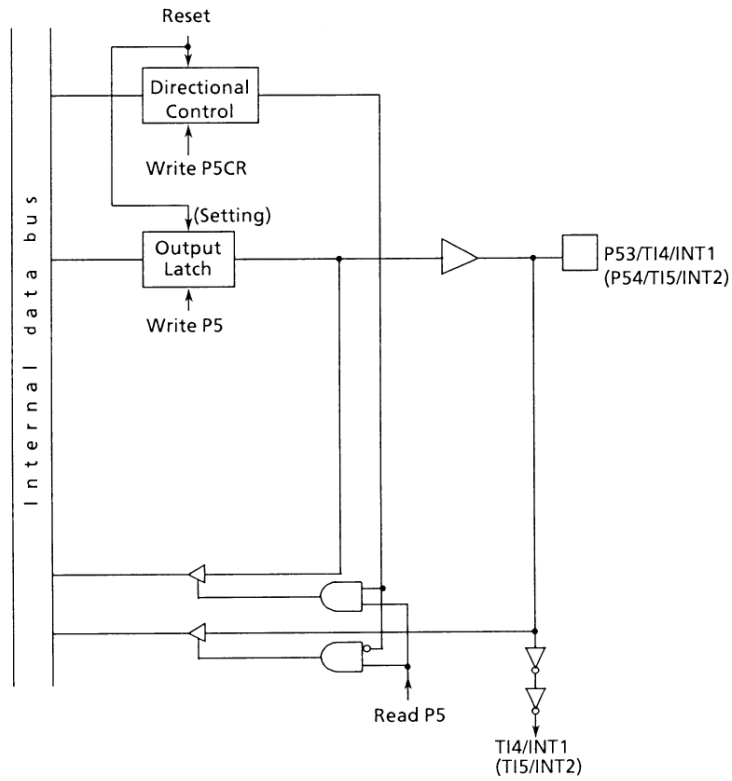 Reset
Directional
Control
Write P5CR
(Setting)
Output
Latch
Write P5
P53/TI4/INT1
(P54/TI5/INT2)
Internal data bus
Read P5
TI4/INT1
(TI5/INT2)